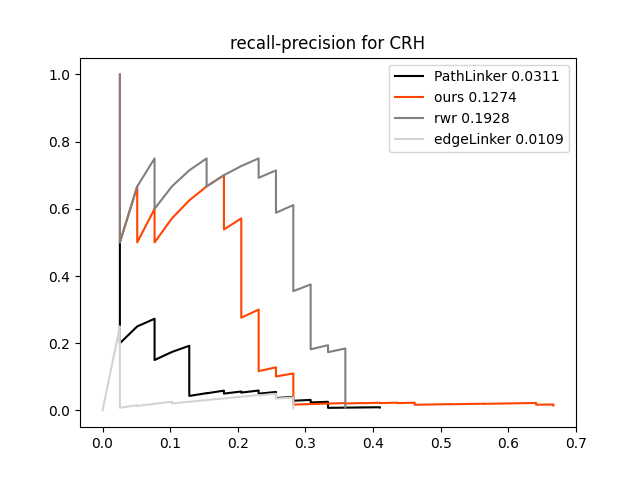 recall-precision for CRH
PathLinker 0.0311
ours 0.1274
rwr 0.1928
edgeLinker 0.0109
1.0
0.8
0.6
0.4
0.2
0.0
0.0 0.1 0.2 0.3 0.4 0.5 0.6 0.7